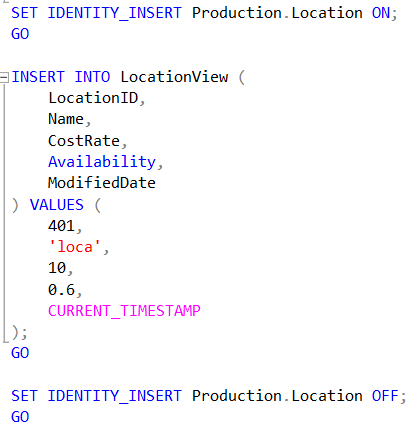 SET IDENTITY_INSERT Production.Location ON;
GO
INSERT INTO LocationView (
LocationID,
Name,
CostRate,
Availability,
ModifiedDate
) VALUES (
401,
'loca',
10,
0.6,
CURRENT_TIMESTAMP
);
GO
SET IDENTITY_INSERT Production.Location OFF;
GO